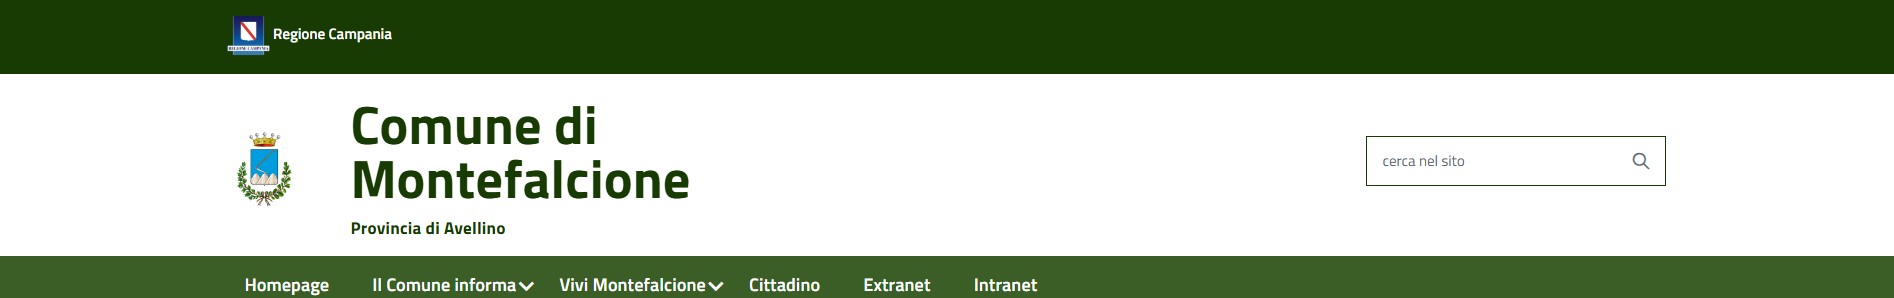 REGIONE CAMPANIA
Regione Campania
Comune di
Montefalcione
Provincia di Avellino
cerca nel sito
Homepage Il Comune informa Vivi Montefalcione Cittadino Extranet Intranet